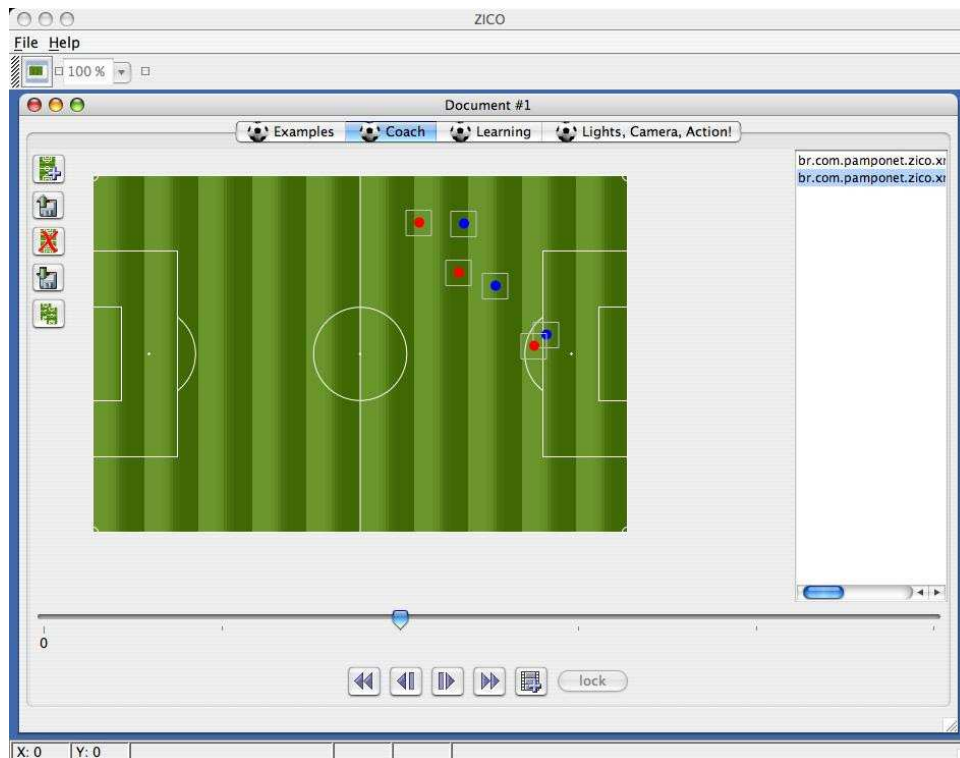 ZICO
File Help
100 %
Document #1
Examples Coach Learning Lights, Camera, Action!
br.com.pamponet.zico.xr
br.com.pamponet.zico.xr
0
lock
X: 0 Y: 0